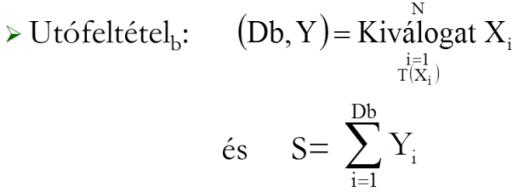 ➢ Utófeltétel_b: (Db, Y) = Kiválogat X_i
N
i=1
T(X_i)
és S= ∑ Y_i
Db
i=1